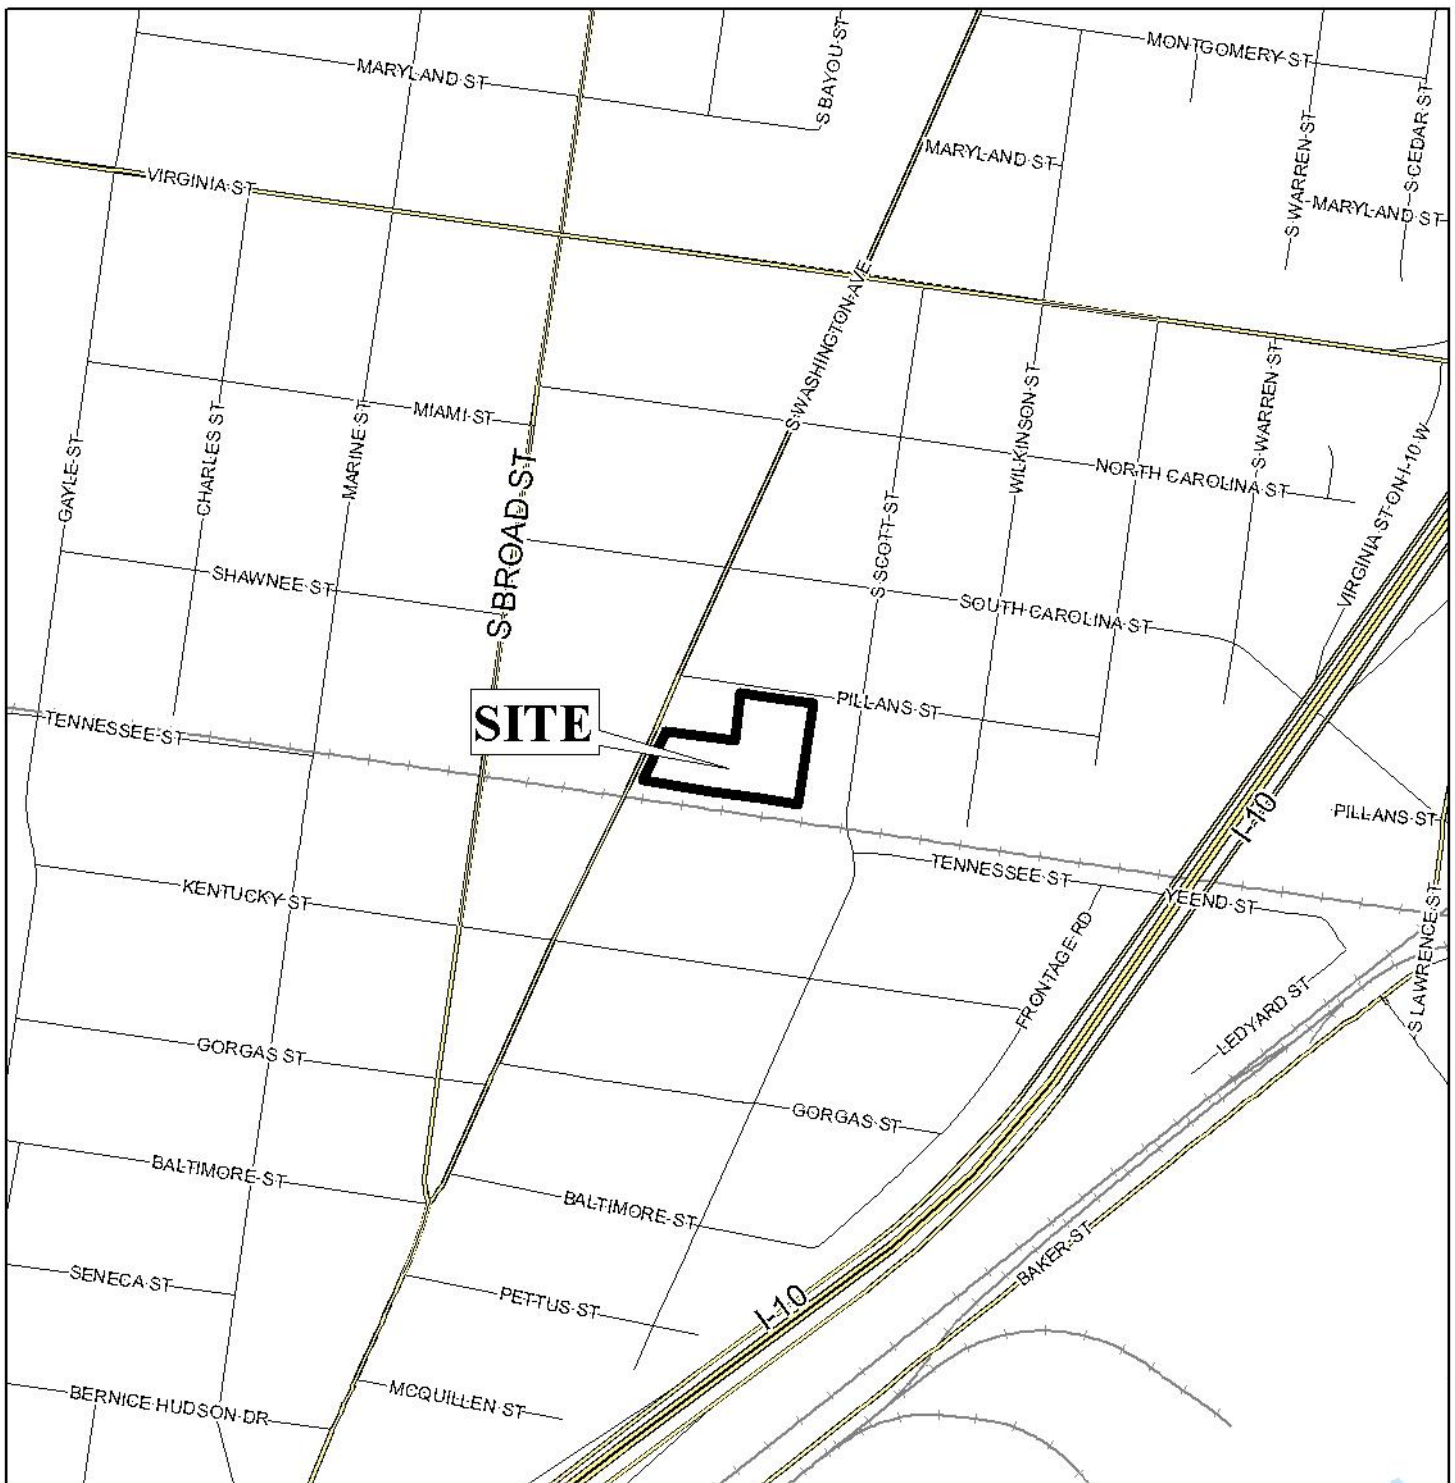 MONTGOMERY ST
MARYLAND ST
S BAYOU ST
S CEDAR ST
S WARREN ST
MARYLAND ST
VIRGINIA ST
MARYLAND ST
S WASHINGTON AVE
MIAMI ST
GAYLE ST
CHARLES ST
MARINE ST
S BROAD ST
WILKINSON ST
S WARREN ST
NORTH CAROLINA ST
VIRGINIA ST ON I-10 W
S SCOTT ST
SHAWNEE ST
SOUTH CAROLINA ST
PILLANS ST
SITE
TENNESSEE ST
I-10
PILLANS ST
TENNESSEE ST
KENTUCKY ST
YEEND ST
FRONTAGE RD
S LAWRENCE ST
LEDYARD ST
GORGAS ST
GORGAS ST
BALTIMORE ST
BALTIMORE ST
BAKER ST
SENECA ST
PETTUS ST
I-10
BERNICE HUDSON DR
MCQUILLEN ST